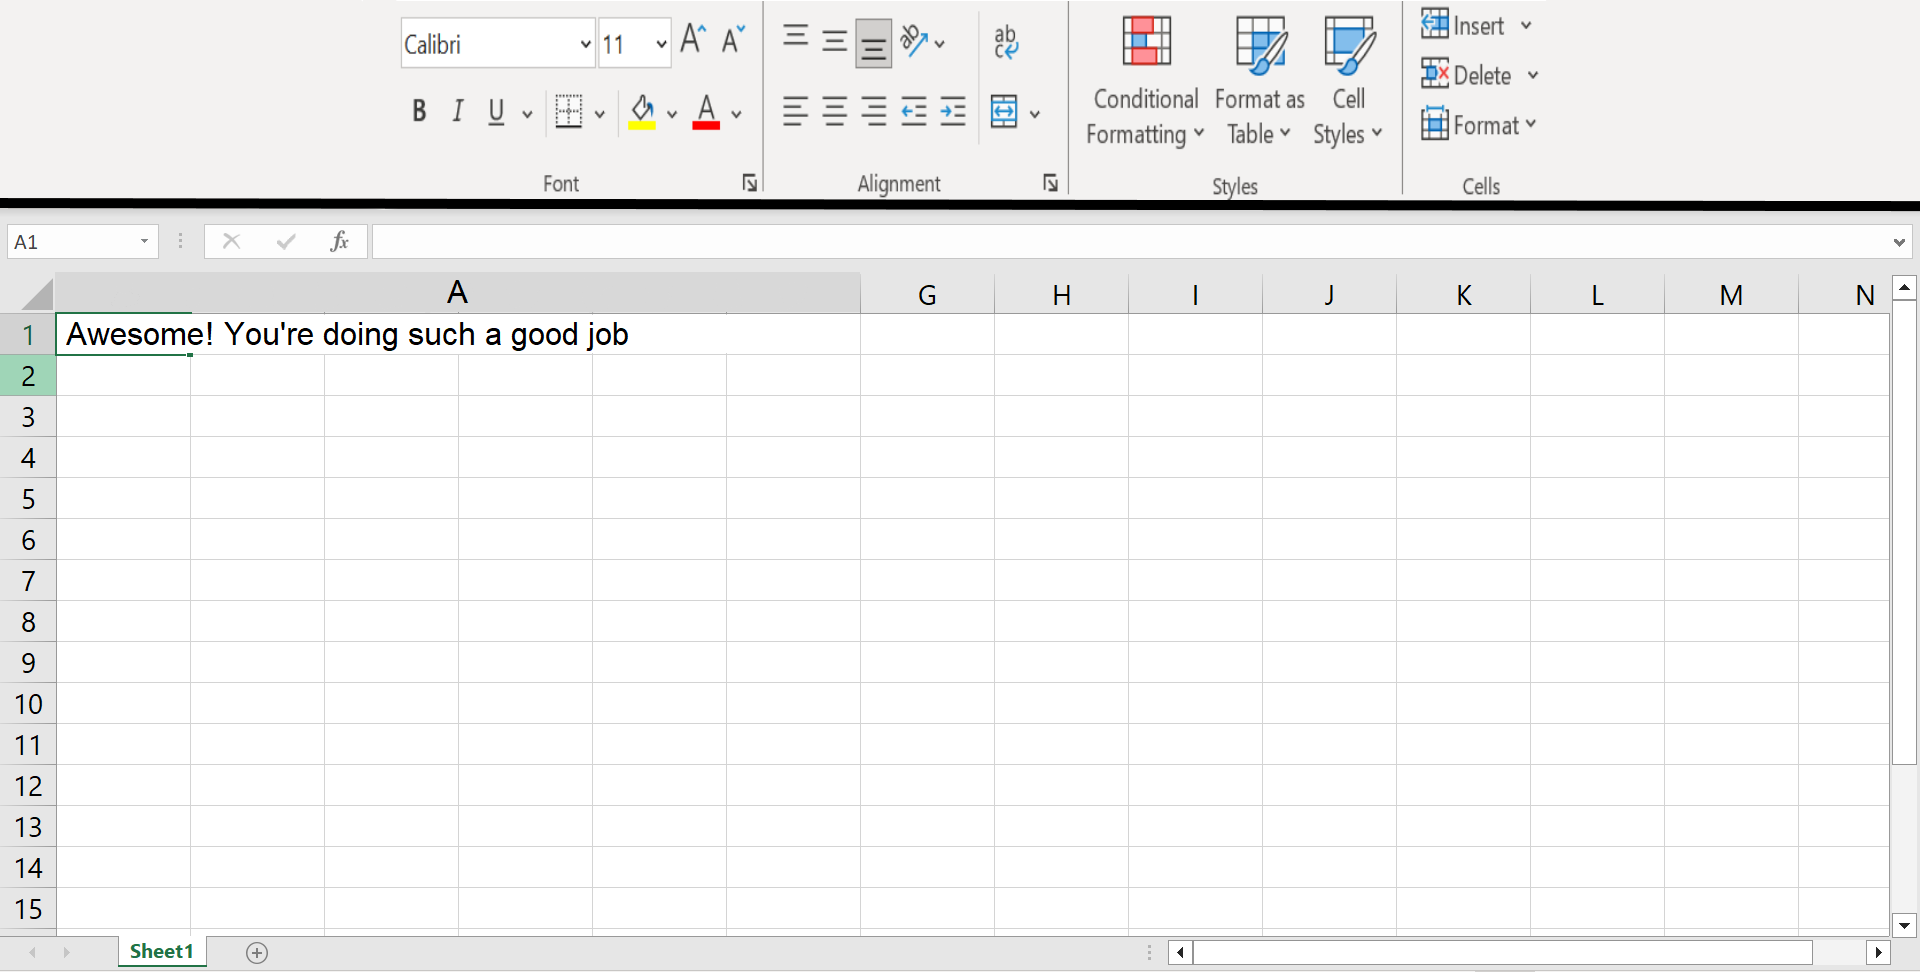 Calibri 11 A A ab
c
B I U A
Conditional Formatting
Format as Table
Cell Styles
Insert
Delete
Format
Font
Alignment
Styles
Cells
A1 fx
A G H I J K L M N
1 Awesome! You're doing such a good job
2
3
4
5
6
7
8
9
10
11
12
13
14
15
Sheet1